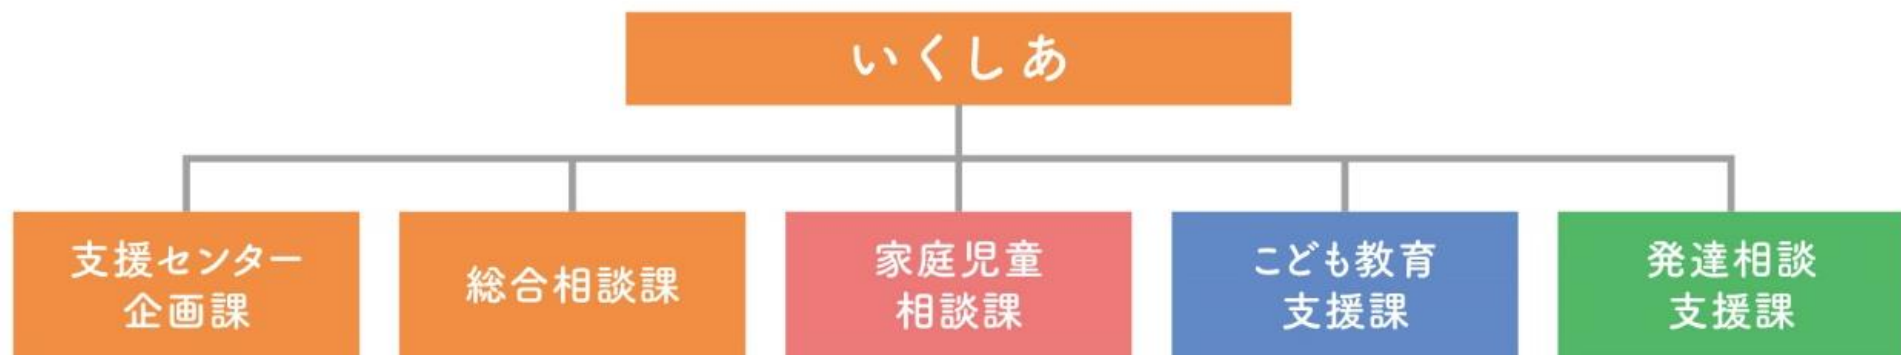 いくしあ
支援センター
企画課
総合相談課
家庭児童
相談課
こども教育
支援課
発達相談
支援課